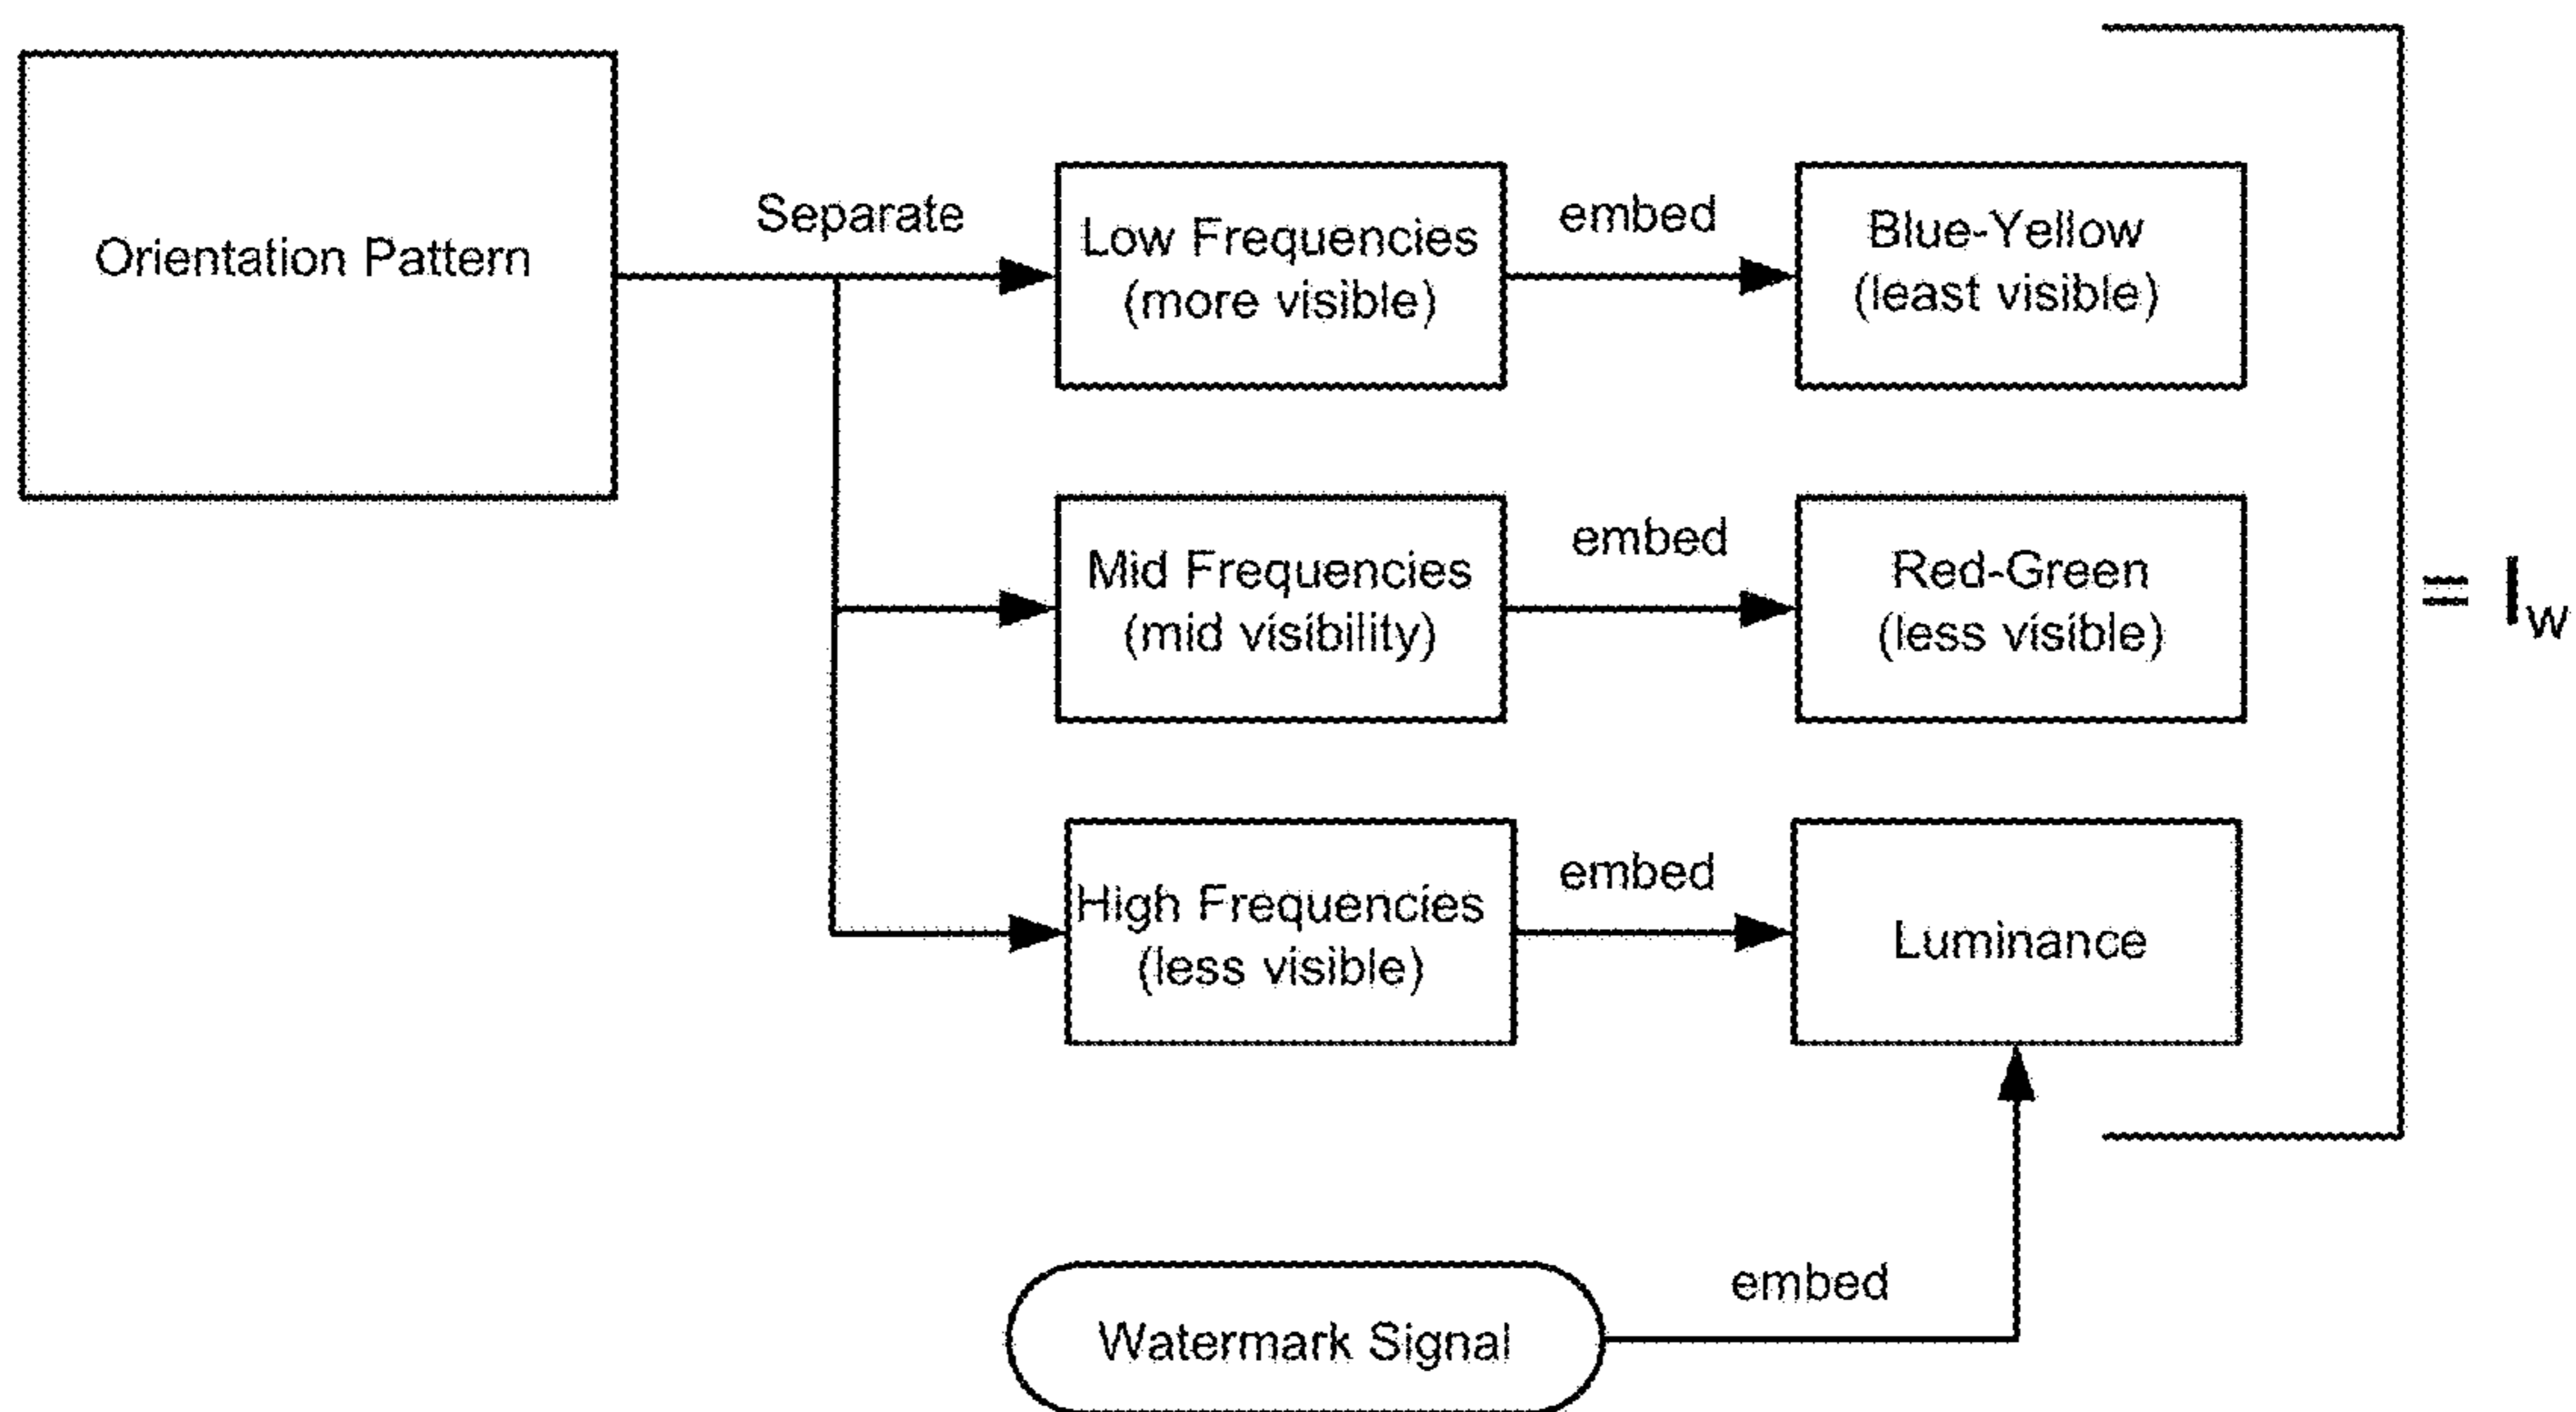 Orientation Pattern
Separate
Low Frequencies
(more visible)
embed
Blue-Yellow
(least visible)
Mid Frequencies
(mid visibility)
embed
Red-Green
(less visible)
= Iw
High Frequencies
(less visible)
embed
Luminance
Watermark Signal
embed